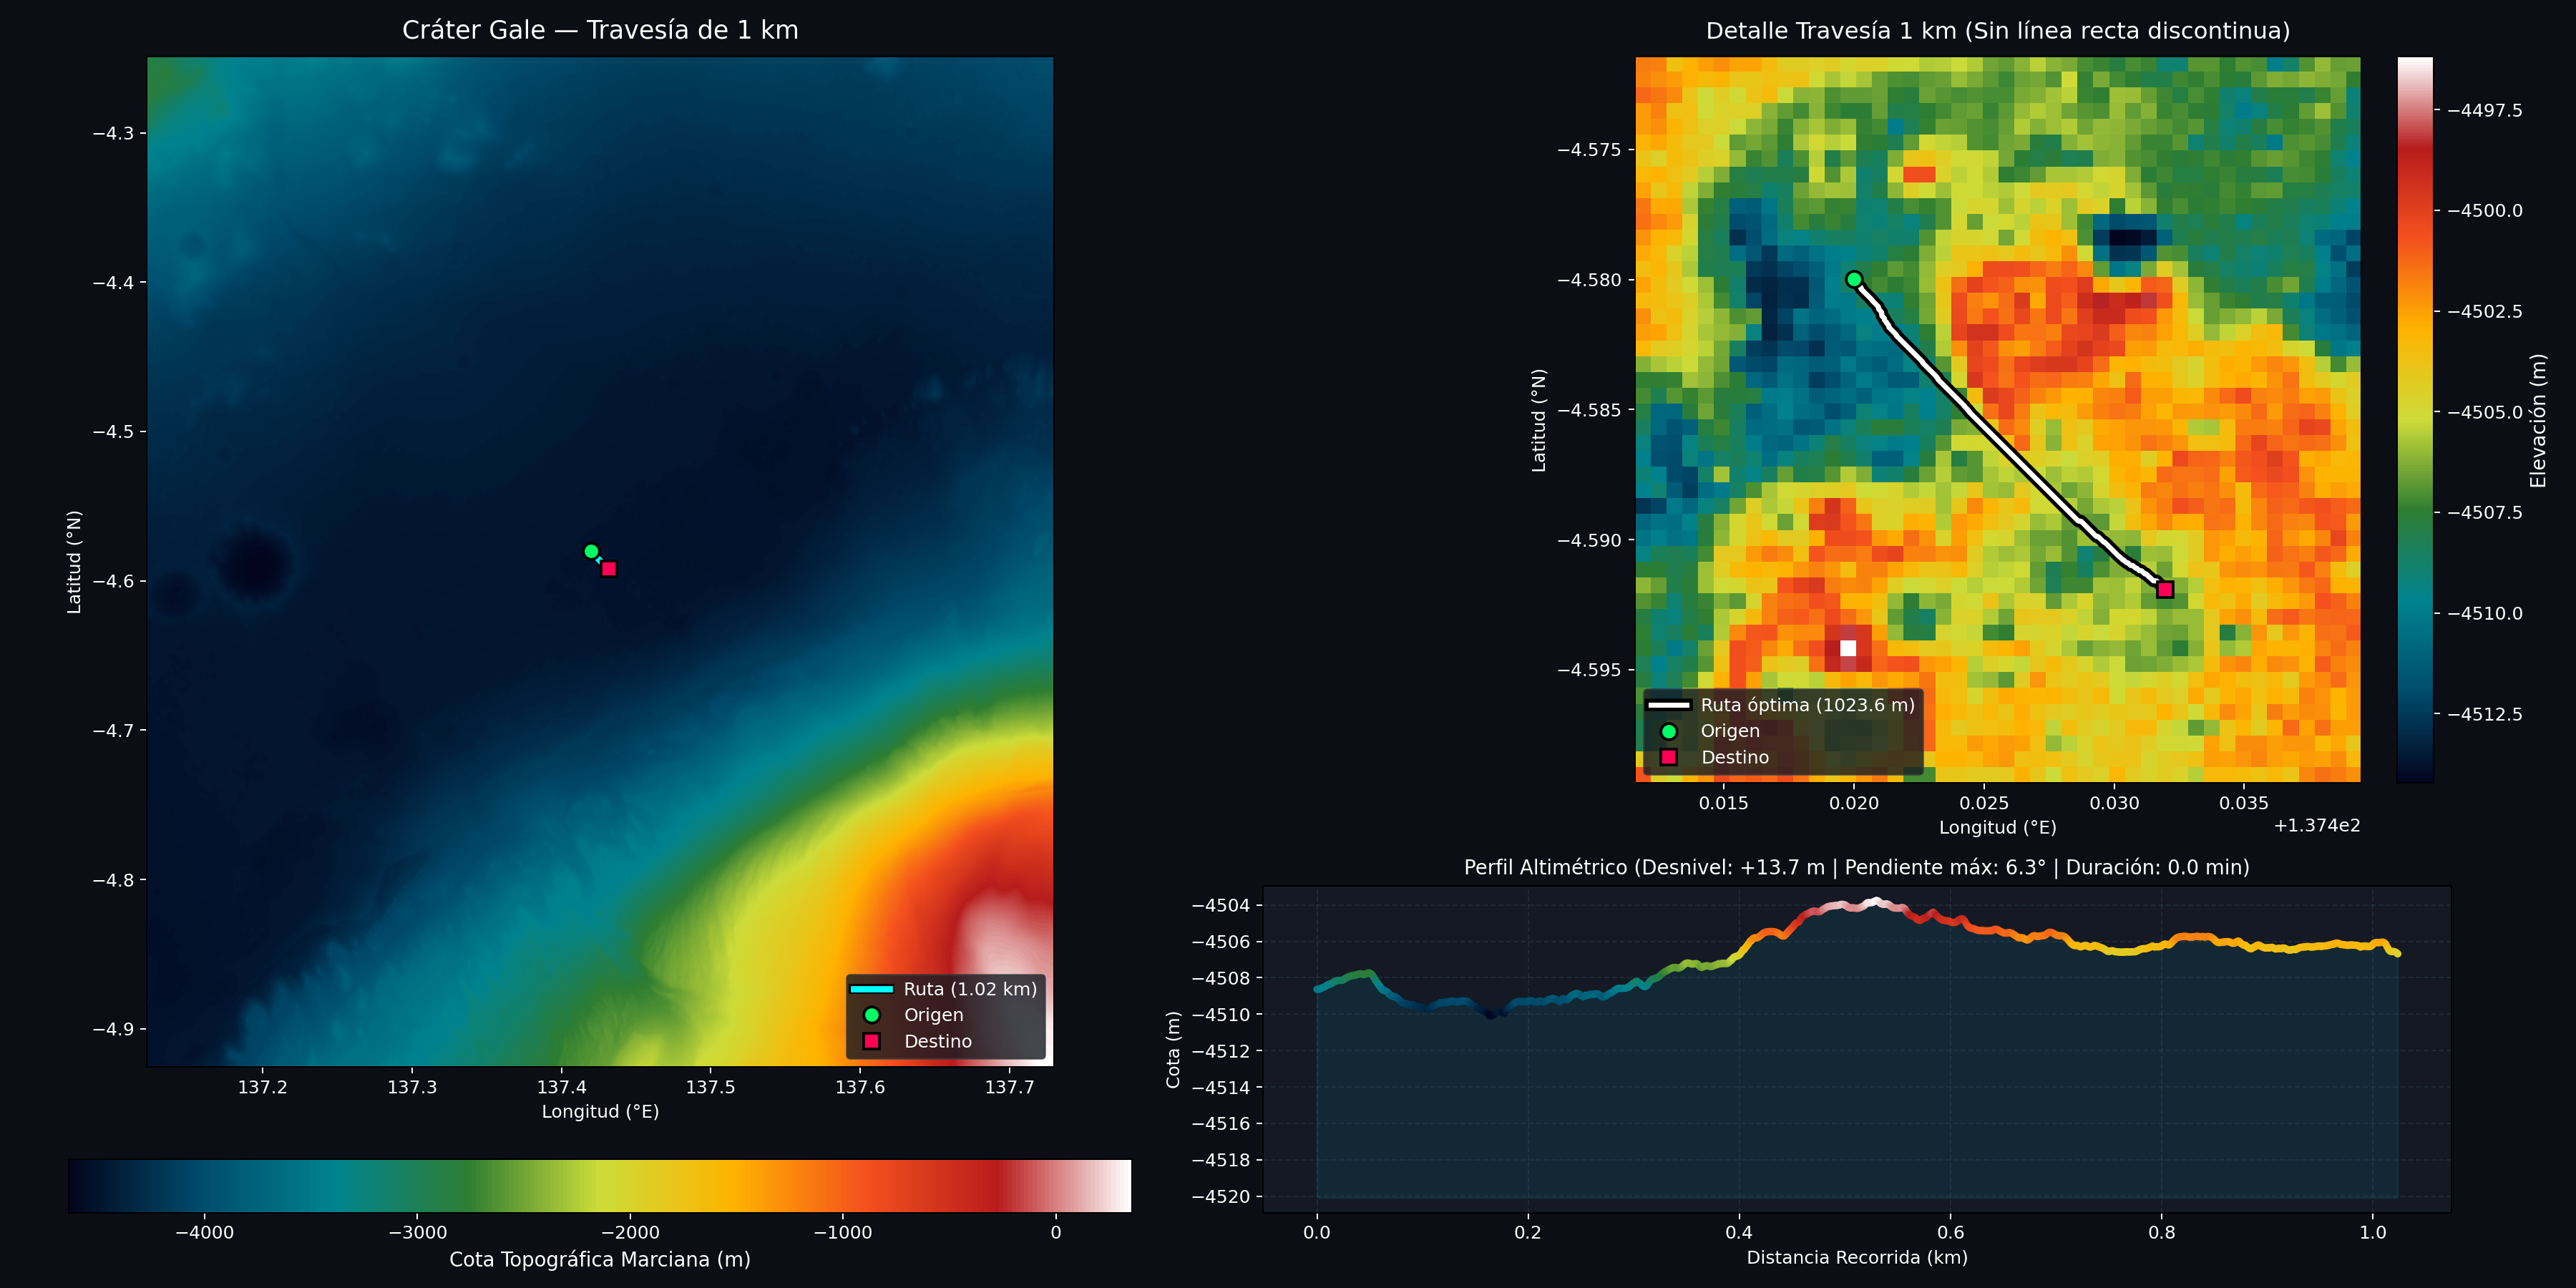 Cráter Gale — Travesía de 1 km
−4.3
−4.4
−4.5
−4.6
−4.7
−4.8
−4.9
Latitud (°N)
137.2
137.3
137.4
137.5
137.6
137.7
Longitud (°E)
Ruta (1.02 km)
Origen
Destino
−4000
−3000
−2000
−1000
0
Cota Topográfica Marciana (m)
Detalle Travesía 1 km (Sin línea recta discontinua)
−4.575
−4.580
−4.585
−4.590
−4.595
Latitud (°N)
Ruta óptima (1023.6 m)
Origen
Destino
0.015
0.020
0.025
0.030
0.035
Longitud (°E)
+1.374e2
−4497.5
−4500.0
−4502.5
−4505.0
−4507.5
−4510.0
−4512.5
Elevación (m)
Perfil Altimétrico (Desnivel: +13.7 m | Pendiente máx: 6.3° | Duración: 0.0 min)
−4504
−4506
−4508
−4510
−4512
−4514
−4516
−4518
−4520
Cota (m)
0.0
0.2
0.4
0.6
0.8
1.0
Distancia Recorrida (km)